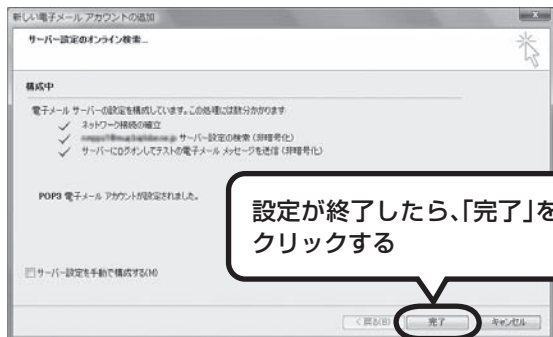 新しい電子メール アカウントの追加
サーバー設定のオンライン検索...
構成中
電子メール サーバーの設定を構成しています。この処理には数分かかります
✓ ネットワーク接続の確立
✓ サーバー設定の検索 (非暗号化)
✓ サーバーにログオンしてテストの電子メール メッセージを送信 (非暗号化)
POP3 電子メール アカウントが設定されました。
設定が終了したら、「完了」を
クリックする
サーバー設定を手動で構成する(M)
< 戻る(B)
完了
キャンセル